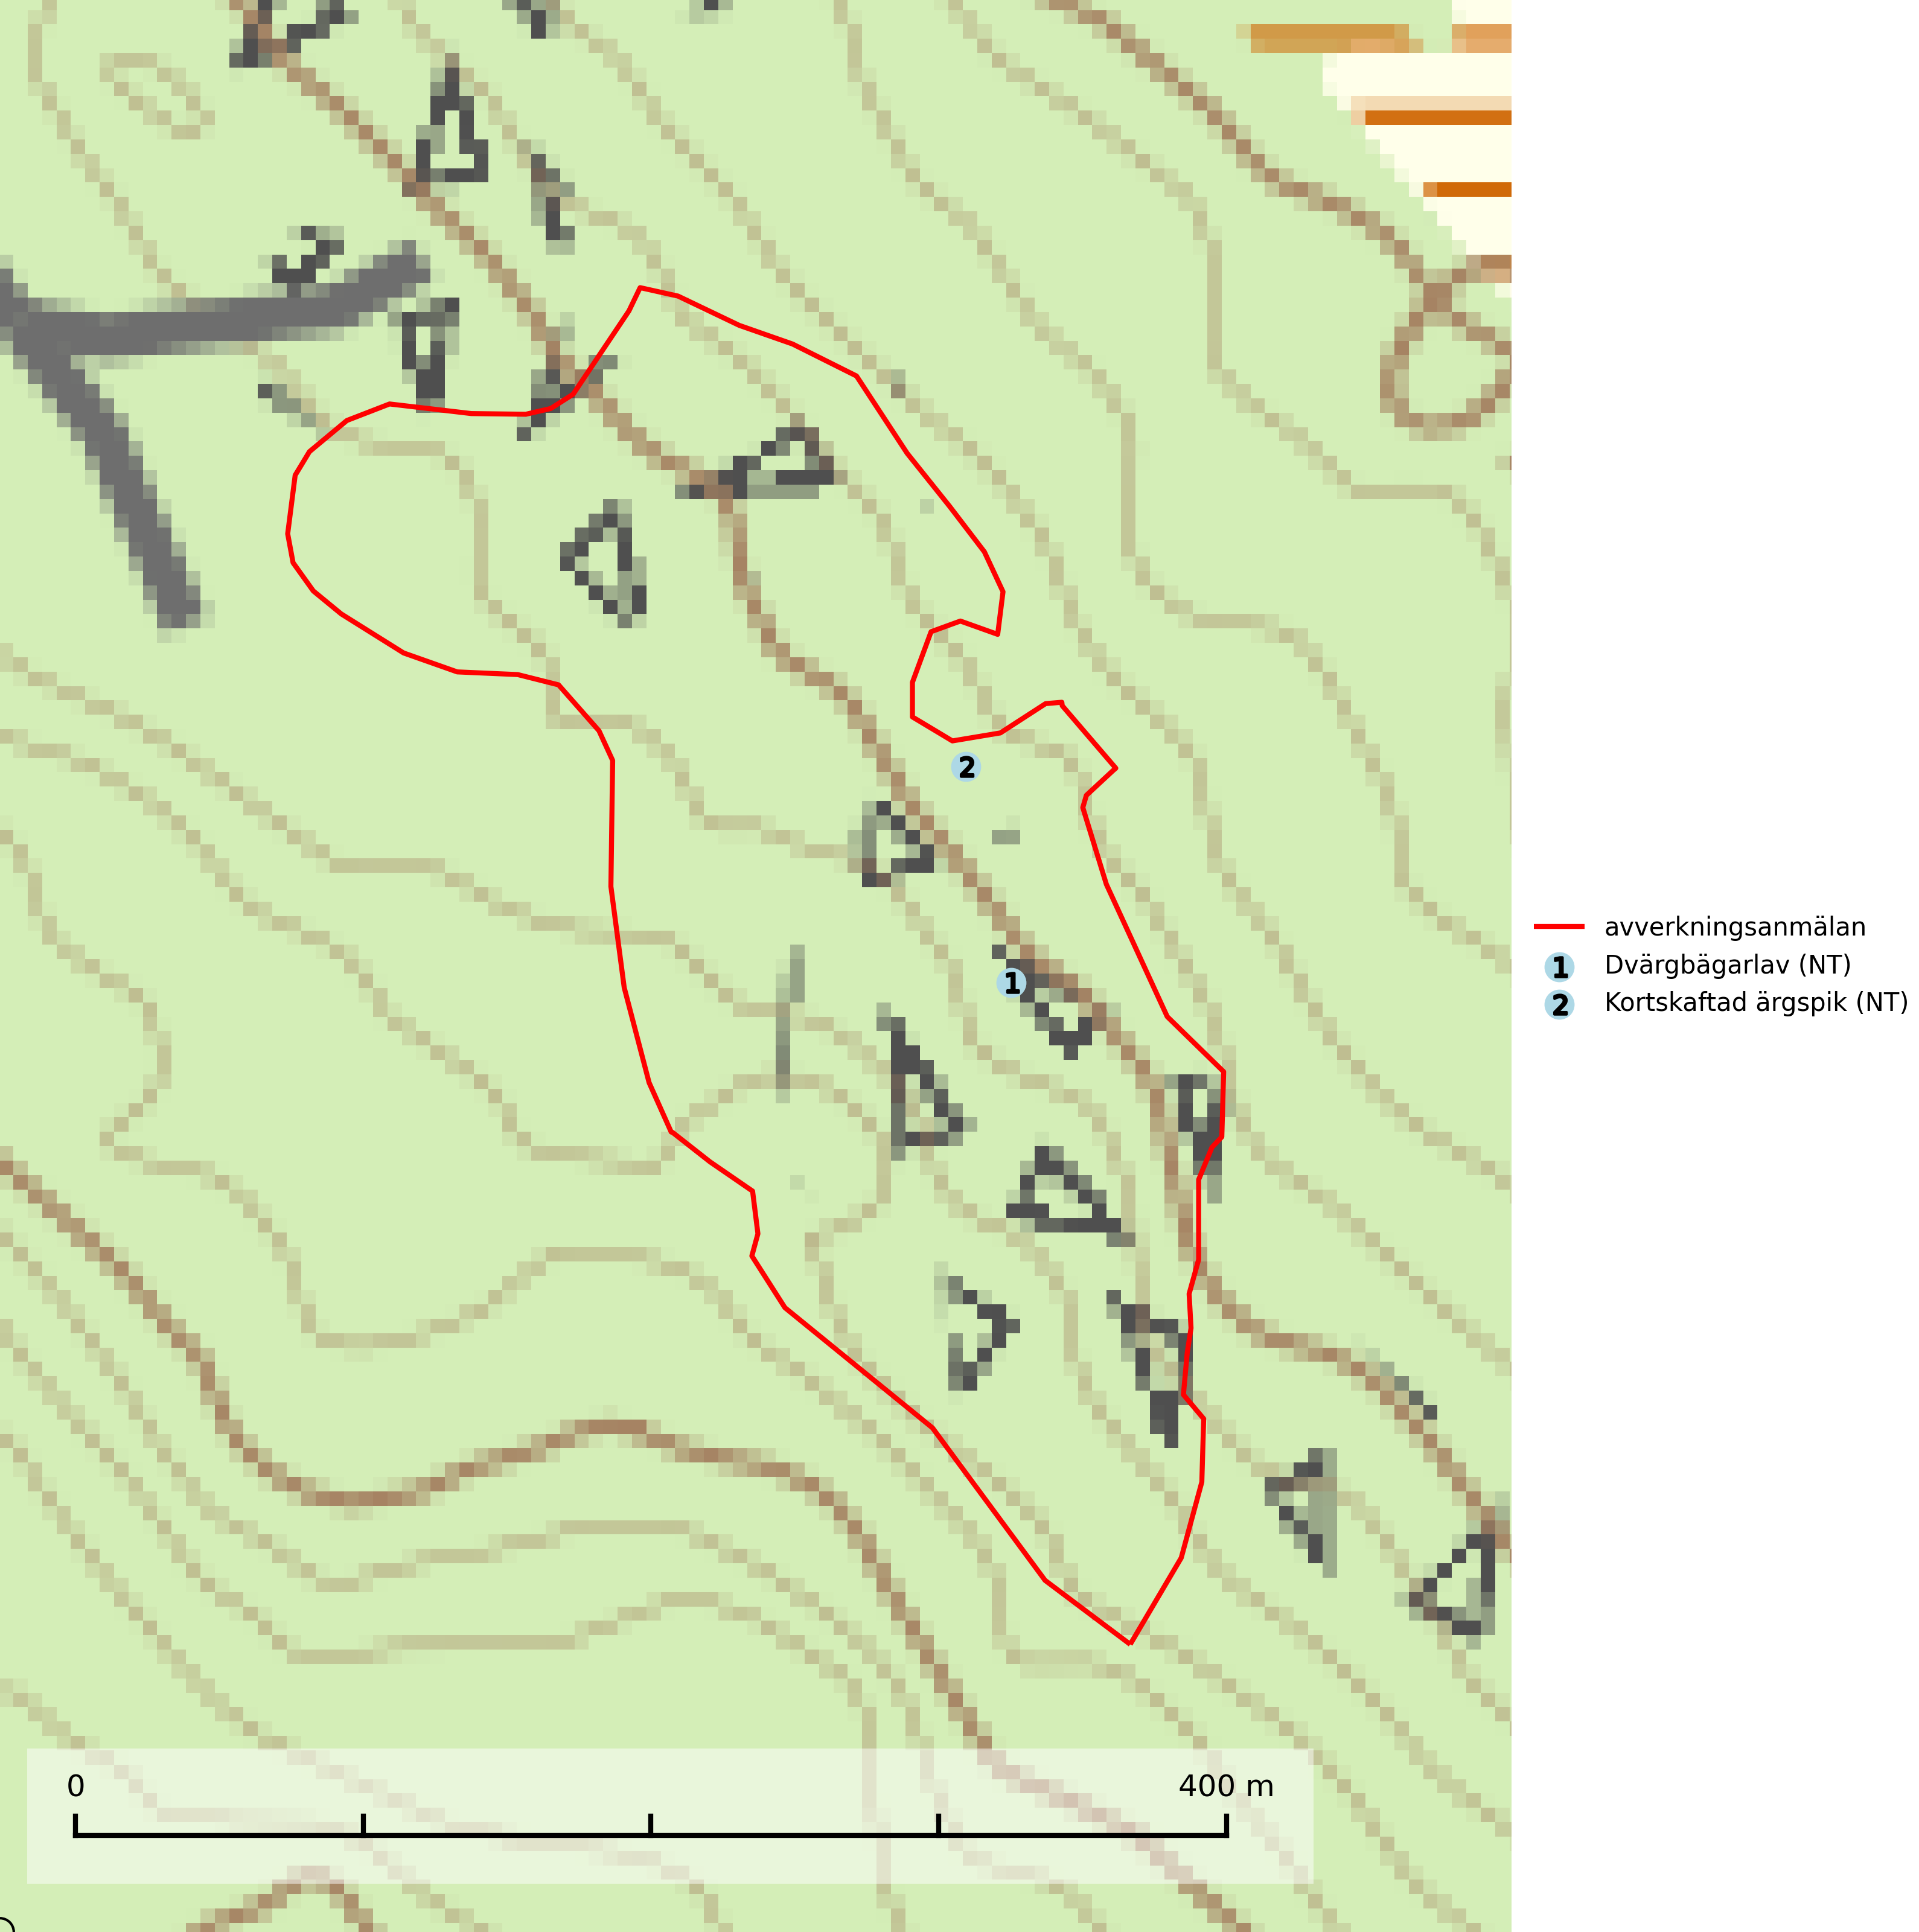 2
1
avverkningsanmälan
1 Dvärgbägarlav (NT)
2 Kortskaftad ärgspik (NT)
0 400 m